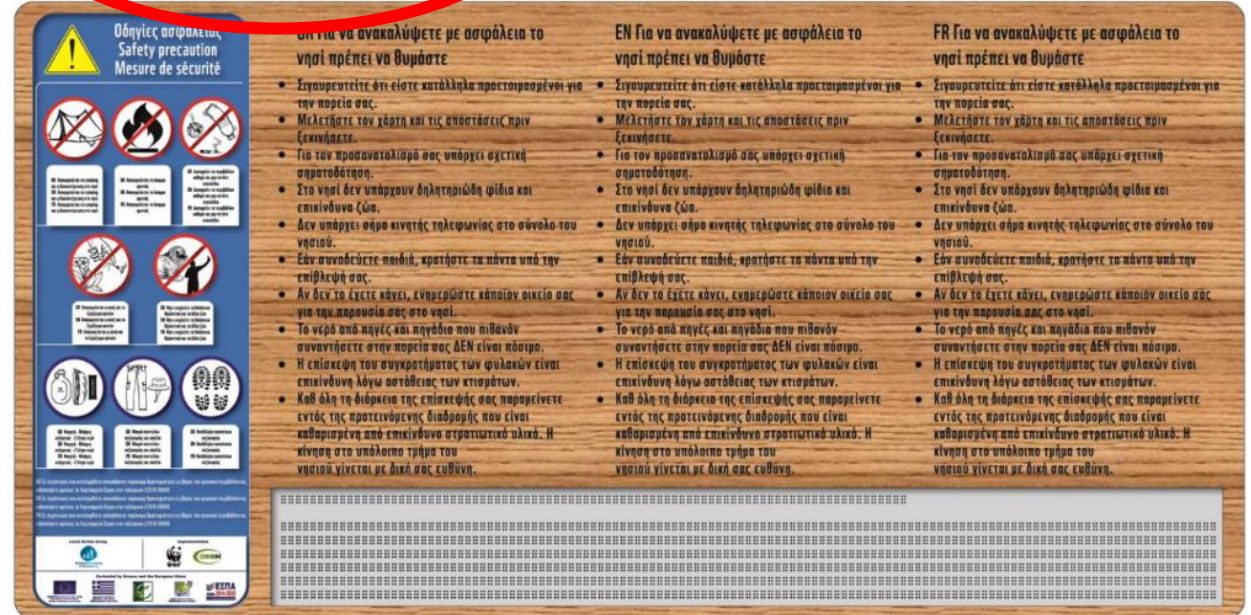 Οδηγίες ασφάλειας
Safety precaution
Mesure de sécurité
GR Για να ανακαλύψετε με ασφάλεια το
νησί πρέπει να θυμάστε
• Σιγουρευτείτε ότι είστε κατάλληλα προετοιμασμένοι για
την πορεία σας.
• Μελετήστε τον χάρτη και τις αποστάσεις πριν
ξεκινήσετε.
• Για τον προσανατολισμό σας υπάρχει σχετική
σηματοδότηση.
• Στο νησί δεν υπάρχουν δηλητηριώδη φίδια και
επικίνδυνα ζώα.
• Δεν υπάρχει σήμα κινητής τηλεφωνίας στο σύνολο του
νησιού.
• Εάν συνοδεύετε παιδιά, κρατήστε τα πάντα υπό την
επίβλεψή σας.
• Αν δεν το έχετε κάνει, ενημερώστε κάποιον οικείο σας
για την παρουσία σας στο νησί.
• Το νερό από πηγές και πηγάδια που πιθανόν
συναντήσετε στην πορεία σας ΔΕΝ είναι πόσιμο.
• Η επίσκεψη του συγκροτήματος των φυλακών είναι
επικίνδυνη λόγω αστάθειας των κτισμάτων.
• Καθ όλη τη διάρκεια της επίσκεψής σας παραμείνετε
εντός της προτεινόμενης διαδρομής που είναι
καθαρισμένη από επικίνδυνο στρατιωτικό υλικό. Η
κίνηση στο υπόλοιπο τμήμα του
νησιού γίνεται με δική σας ευθύνη.
EN Για να ανακαλύψετε με ασφάλεια το
νησί πρέπει να θυμάστε
• Σιγουρευτείτε ότι είστε κατάλληλα προετοιμασμένοι για
την πορεία σας.
• Μελετήστε τον χάρτη και τις αποστάσεις πριν
ξεκινήσετε.
• Για τον προσανατολισμό σας υπάρχει σχετική
σηματοδότηση.
• Στο νησί δεν υπάρχουν δηλητηριώδη φίδια και
επικίνδυνα ζώα.
• Δεν υπάρχει σήμα κινητής τηλεφωνίας στο σύνολο του
νησιού.
• Εάν συνοδεύετε παιδιά, κρατήστε τα πάντα υπό την
επίβλεψή σας.
• Αν δεν το έχετε κάνει, ενημερώστε κάποιον οικείο σας
για την παρουσία σας στο νησί.
• Το νερό από πηγές και πηγάδια που πιθανόν
συναντήσετε στην πορεία σας ΔΕΝ είναι πόσιμο.
• Η επίσκεψη του συγκροτήματος των φυλακών είναι
επικίνδυνη λόγω αστάθειας των κτισμάτων.
• Καθ όλη τη διάρκεια της επίσκεψής σας παραμείνετε
εντός της προτεινόμενης διαδρομής που είναι
καθαρισμένη από επικίνδυνο στρατιωτικό υλικό. Η
κίνηση στο υπόλοιπο τμήμα του
νησιού γίνεται με δική σας ευθύνη.
FR Για να ανακαλύψετε με ασφάλεια το
νησί πρέπει να θυμάστε
• Σιγουρευτείτε ότι είστε κατάλληλα προετοιμασμένοι για
την πορεία σας.
• Μελετήστε τον χάρτη και τις αποστάσεις πριν
ξεκινήσετε.
• Για τον προσανατολισμό σας υπάρχει σχετική
σηματοδότηση.
• Στο νησί δεν υπάρχουν δηλητηριώδη φίδια και
επικίνδυνα ζώα.
• Δεν υπάρχει σήμα κινητής τηλεφωνίας στο σύνολο του
νησιού.
• Εάν συνοδεύετε παιδιά, κρατήστε τα πάντα υπό την
επίβλεψή σας.
• Αν δεν το έχετε κάνει, ενημερώστε κάποιον οικείο σας
για την παρουσία σας στο νησί.
• Το νερό από πηγές και πηγάδια που πιθανόν
συναντήσετε στην πορεία σας ΔΕΝ είναι πόσιμο.
• Η επίσκεψη του συγκροτήματος των φυλακών είναι
επικίνδυνη λόγω αστάθειας των κτισμάτων.
• Καθ όλη τη διάρκεια της επίσκεψής σας παραμείνετε
εντός της προτεινόμενης διαδρομής που είναι
καθαρισμένη από επικίνδυνο στρατιωτικό υλικό. Η
κίνηση στο υπόλοιπο τμήμα του
νησιού γίνεται με δική σας ευθύνη.
Local Action Group
Implementation
WWF
Co-funded by Greece and the European Union
ΕΣΠΑ
2014-2020